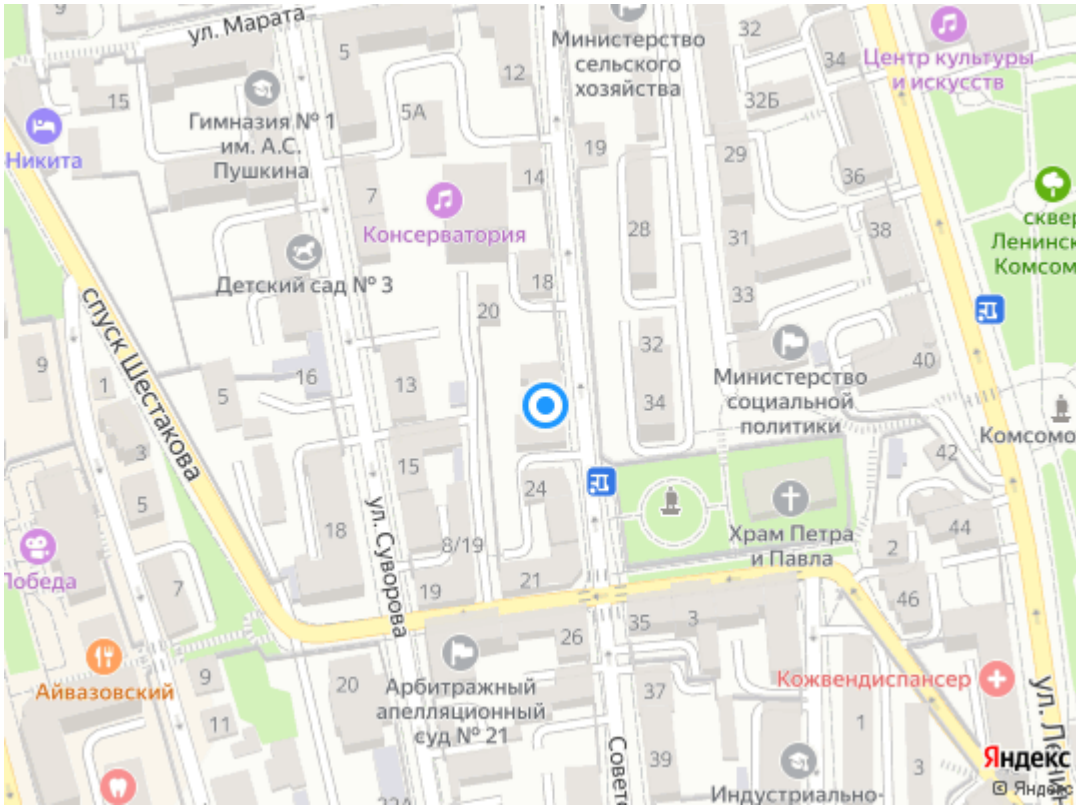 9
ул. Марата
5
12
Министерство
сельского
хозяйства
32
34
Центр культуры
и искусств
15
5А
32Б
Гимназия № 1
им. А.С.
Пушкина
Никита
19
29
14
36
7
Консерватория
28
31
38
сквер
Ленинск
Комсом
Детский сад № 3
18
33
20
спуск Шестакова
32
40
9
1
5
16
13
34
Министерство
социальной
политики
Комсомо
3
15
42
5
24
18
ул. Суворова
8/19
Храм Петра
и Павла
44
2
Победа
7
19
21
46
35
3
26
Айвазовский
9
20
Арбитражный
апелляционный
суд № 21
37
Кожвендиспансер
ул. Лени
11
Советс
39
1
3
Яндекс
© Яндекс
22А
Индустриально-